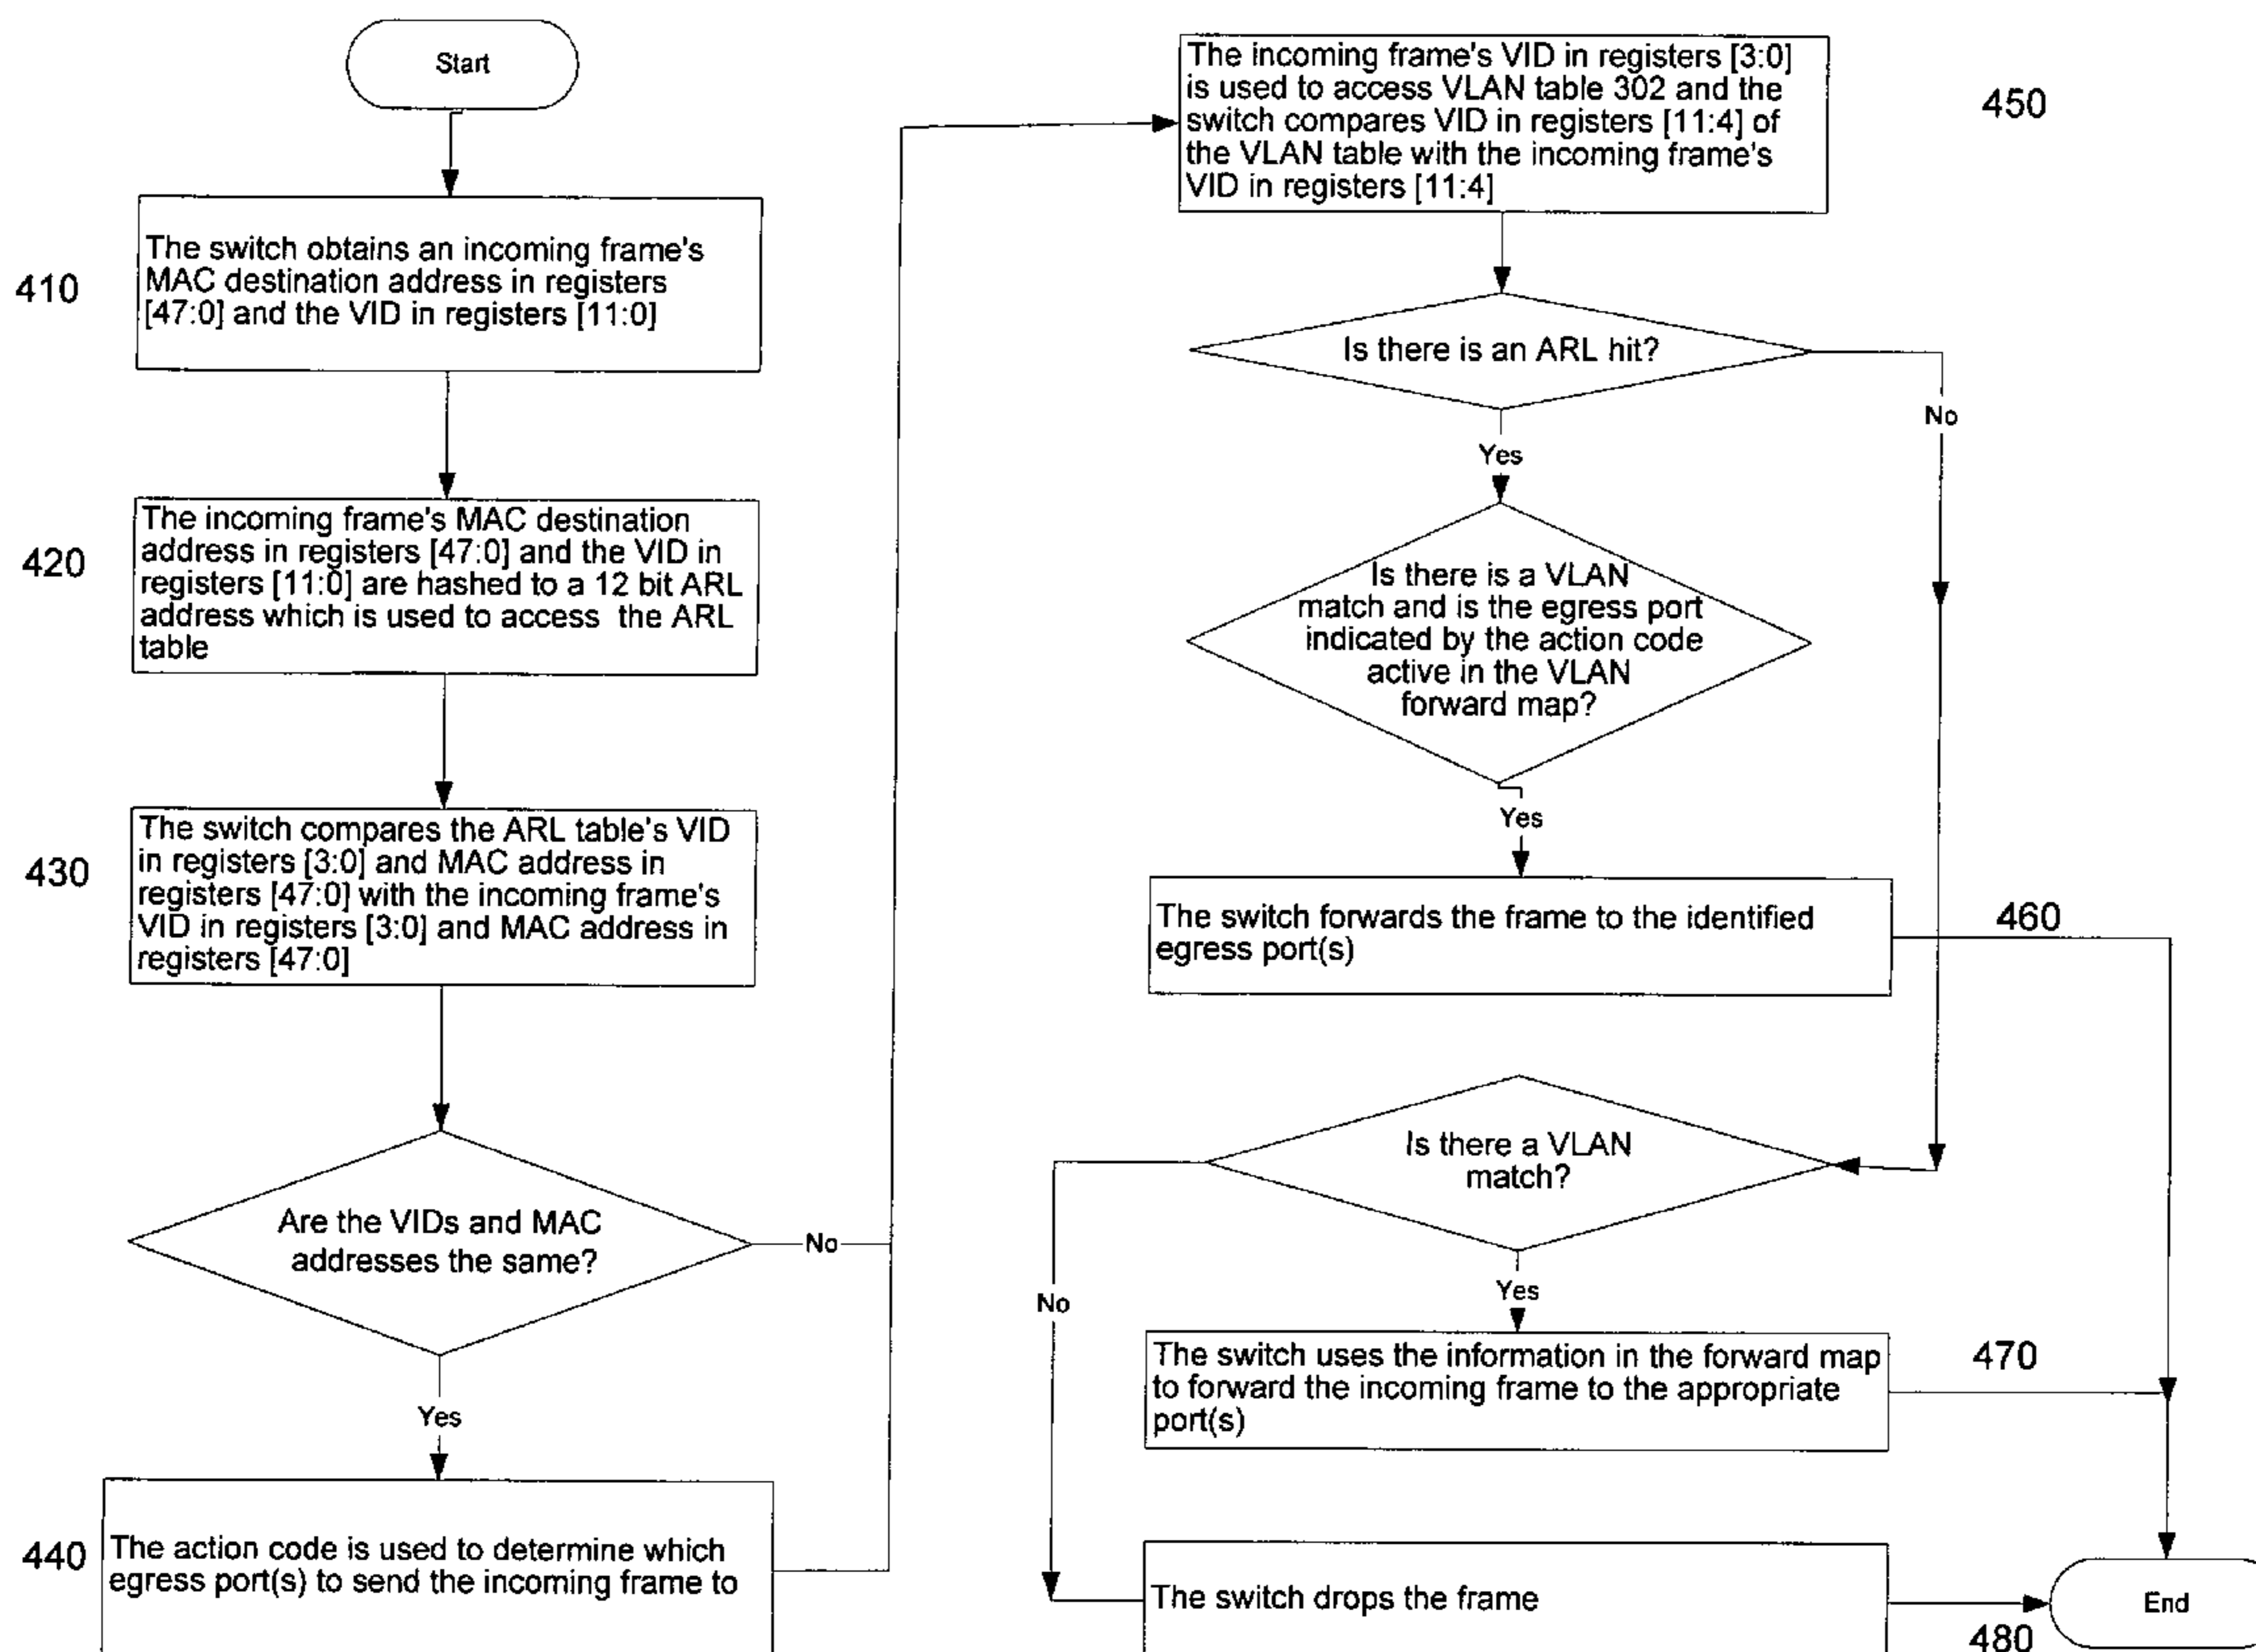 Start
410
The switch obtains an incoming frame's
MAC destination address in registers
[47:0] and the VID in registers [11:0]
420
The incoming frame's MAC destination
address in registers [47:0] and the VID in
registers [11:0] are hashed to a 12 bit ARL
address which is used to access the ARL
table
430
The switch compares the ARL table's VID
in registers [3:0] and MAC address in
registers [47:0] with the incoming frame's
VID in registers [3:0] and MAC address in
registers [47:0]
Are the VIDs and MAC
addresses the same?
No
Yes
440
The action code is used to determine which
egress port(s) to send the incoming frame to
The incoming frame's VID in registers [3:0]
is used to access VLAN table 302 and the
switch compares VID in registers [11:4] of
the VLAN table with the incoming frame's
VID in registers [11:4]
450
Is there is an ARL hit?
No
Yes
Is there is a VLAN
match and is the egress port
indicated by the action code
active in the VLAN
forward map?
Yes
The switch forwards the frame to the identified
egress port(s)
460
Is there a VLAN
match?
No
Yes
The switch uses the information in the forward map
to forward the incoming frame to the appropriate
port(s)
470
The switch drops the frame
480
End